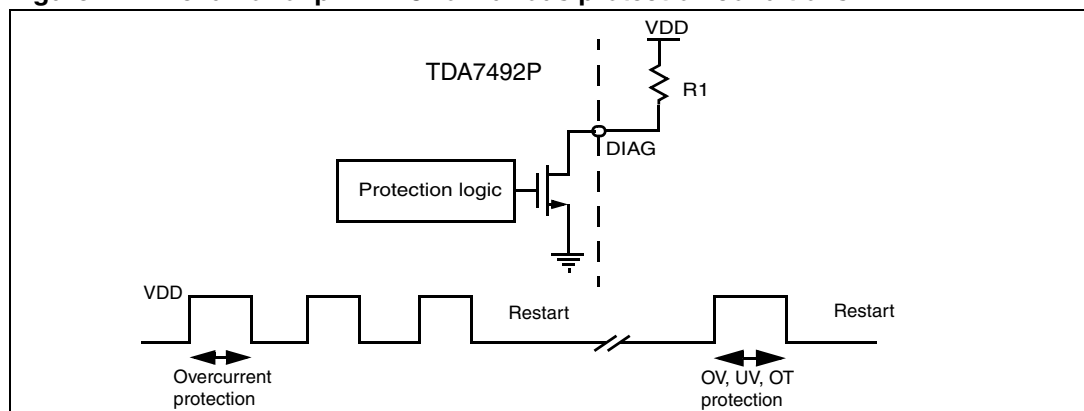 VDD
TDA7492P
R1
DIAG
Protection logic
VDD
Restart
Restart
Overcurrent
protection
OV, UV, OT
protection